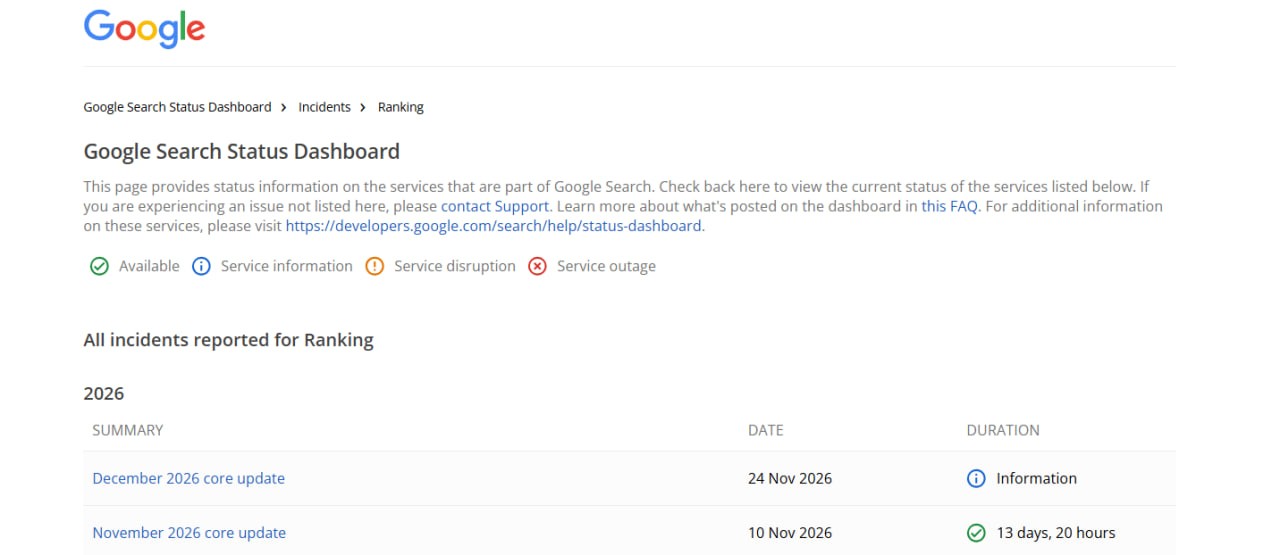 Google
Google Search Status Dashboard > Incidents > Ranking
Google Search Status Dashboard
This page provides status information on the services that are part of Google Search. Check back here to view the current status of the services listed below. If
you are experiencing an issue not listed here, please contact Support. Learn more about what's posted on the dashboard in this FAQ. For additional information
on these services, please visit https://developers.google.com/search/help/status-dashboard.
Available Service information Service disruption Service outage
All incidents reported for Ranking
2026
SUMMARY DATE DURATION
December 2026 core update 24 Nov 2026 Information
November 2026 core update 10 Nov 2026 13 days, 20 hours